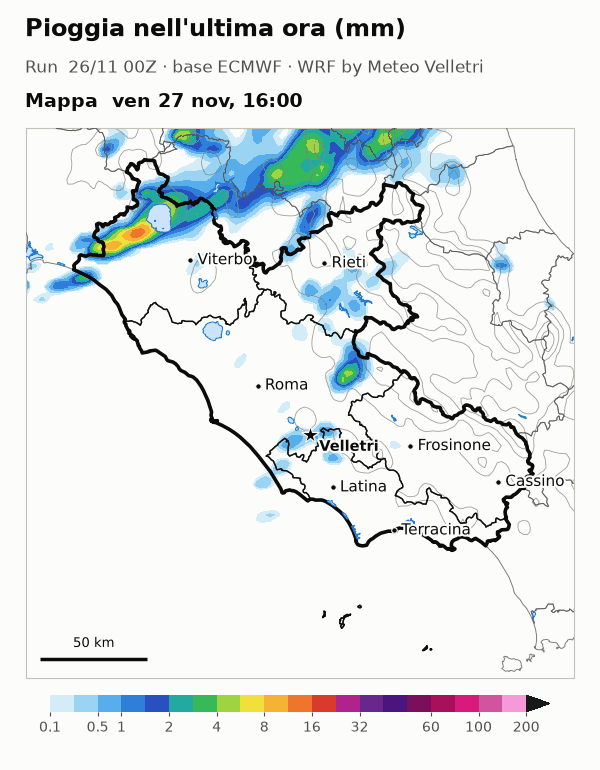 Pioggia nell'ultima ora (mm)
Run  26/11 00Z · base ECMWF · WRF by Meteo Velletri
Mappa  ven 27 nov, 16:00
Viterbo
Rieti
Roma
Velletri
Frosinone
Cassino
Latina
Terracina
50 km
0.1 0.5 1 2 4 8 16 32 60 100 200